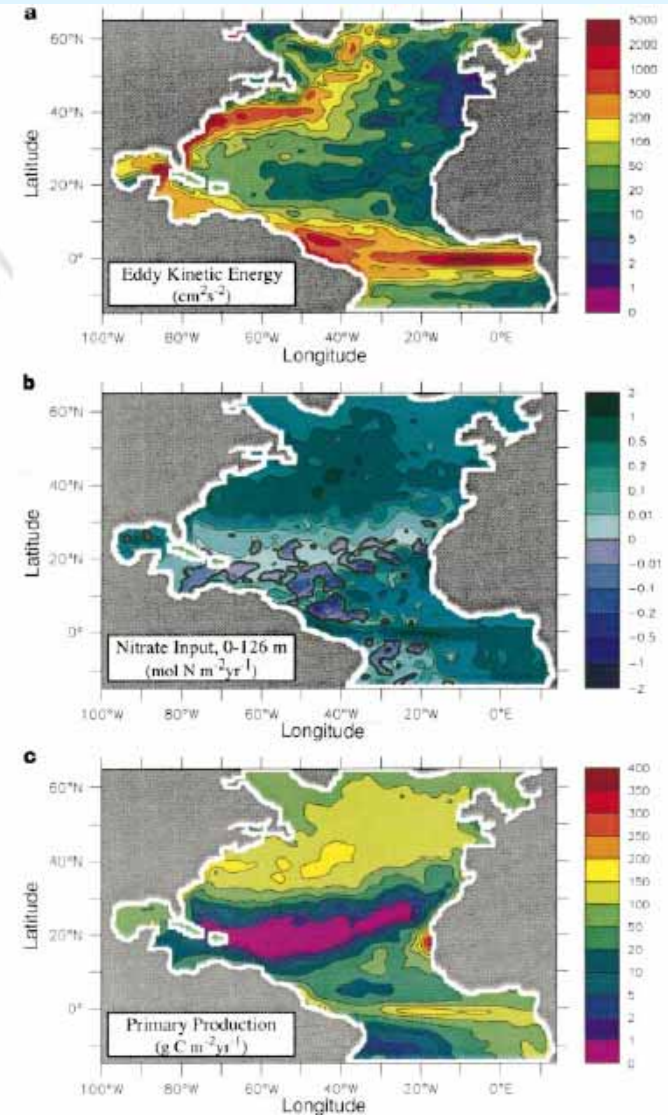 a
60°N
40°N
20°N
0°
Latitude
Eddy Kinetic Energy
(cm²s⁻²)
100°W 80°W 60°W 40°W 20°W 0°E
Longitude
5000
2000
1000
500
200
100
50
20
10
5
2
1
0
b
60°N
40°N
20°N
0°
Latitude
Nitrate Input, 0-126 m
(mol N m⁻²yr⁻¹)
100°W 80°W 60°W 40°W 20°W 0°E
Longitude
2
1
0.5
0.2
0.1
0.01
0
-0.01
-0.1
-0.2
-0.5
-1
-2
c
60°N
40°N
20°N
0°
Latitude
Primary Production
(g C m⁻²yr⁻¹)
100°W 80°W 60°W 40°W 20°W 0°E
Longitude
400
350
300
250
200
150
100
50
20
10
5
2
1
0